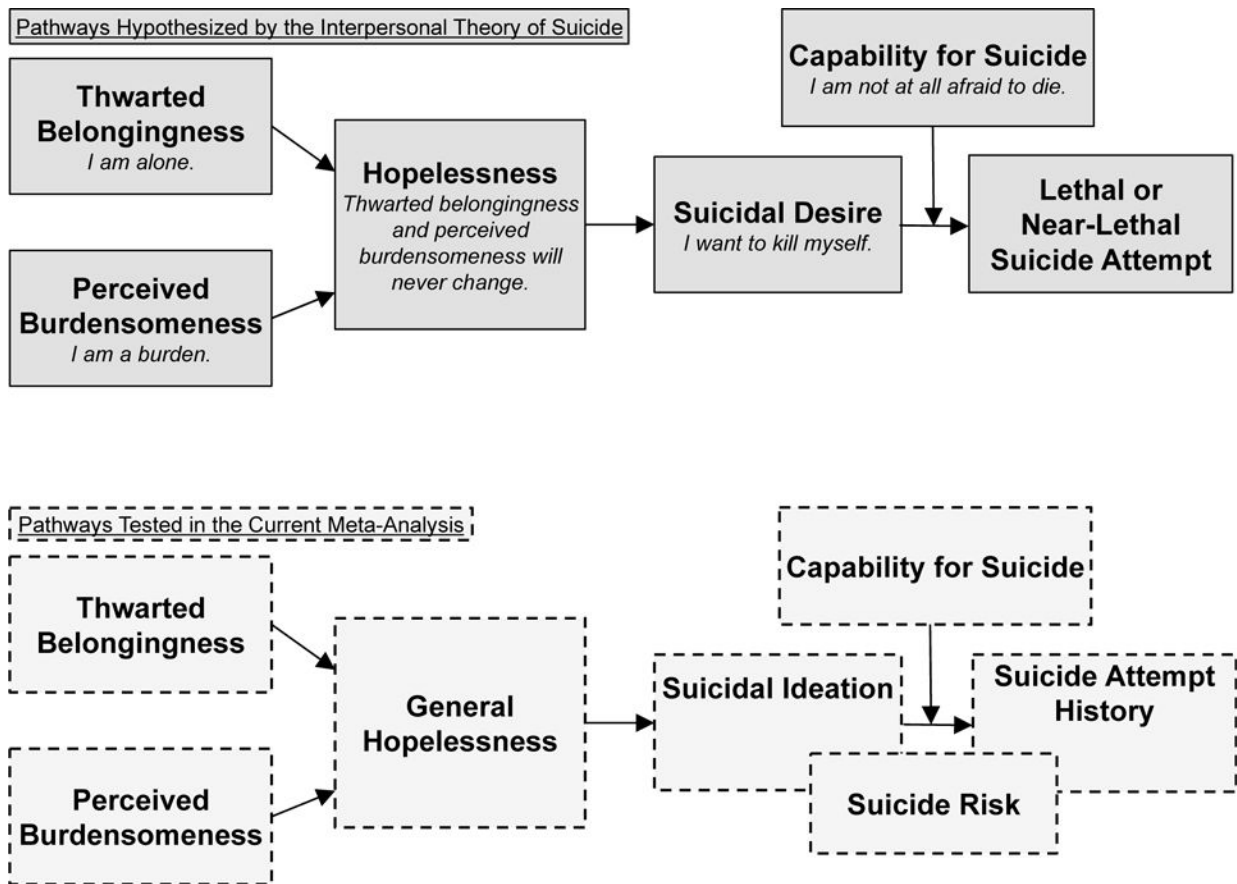 Pathways Hypothesized by the Interpersonal Theory of Suicide
Thwarted
Belongingness
I am alone.
Perceived
Burdensomeness
I am a burden.
Hopelessness
Thwarted belongingness
and perceived
burdensomeness will
never change.
Suicidal Desire
I want to kill myself.
Capability for Suicide
I am not at all afraid to die.
Lethal or
Near-Lethal
Suicide Attempt
Pathways Tested in the Current Meta-Analysis
Thwarted
Belongingness
Perceived
Burdensomeness
General
Hopelessness
Suicidal Ideation
Capability for Suicide
Suicide Attempt
History
Suicide Risk